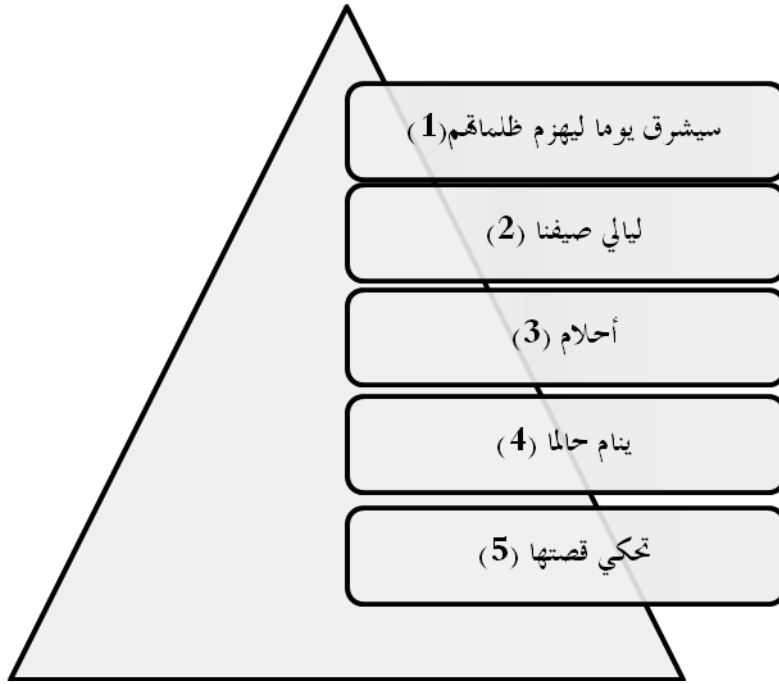 سيشرق يوما ليهزم ظلماتهم(1)
ليالي صيفنا (2)
أحلام (3)
ينام حالما (4)
تحكي قصتها (5)